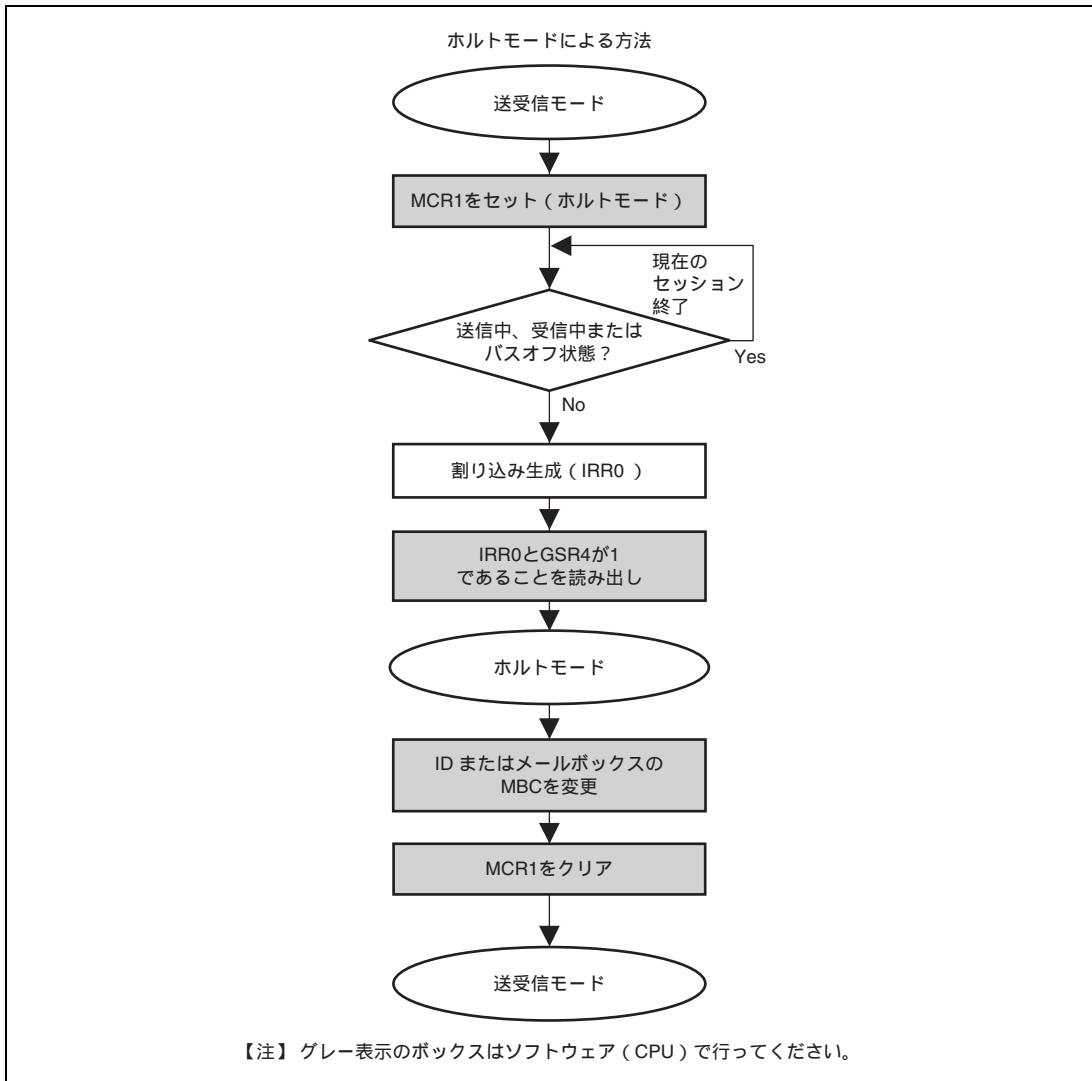 ホルトモードによる方法
送受信モード
MCR1をセット（ホルトモード）
現在の
セッション
終了
送信中、受信中または
バスオフ状態？
Yes
No
割り込み生成（IRR0 ）
IRR0とGSR4が1
であることを読み出し
ホルトモード
ID またはメールボックスの
MBCを変更
MCR1をクリア
送受信モード
【注】 グレー表示のボックスはソフトウェア（CPU）で行ってください。